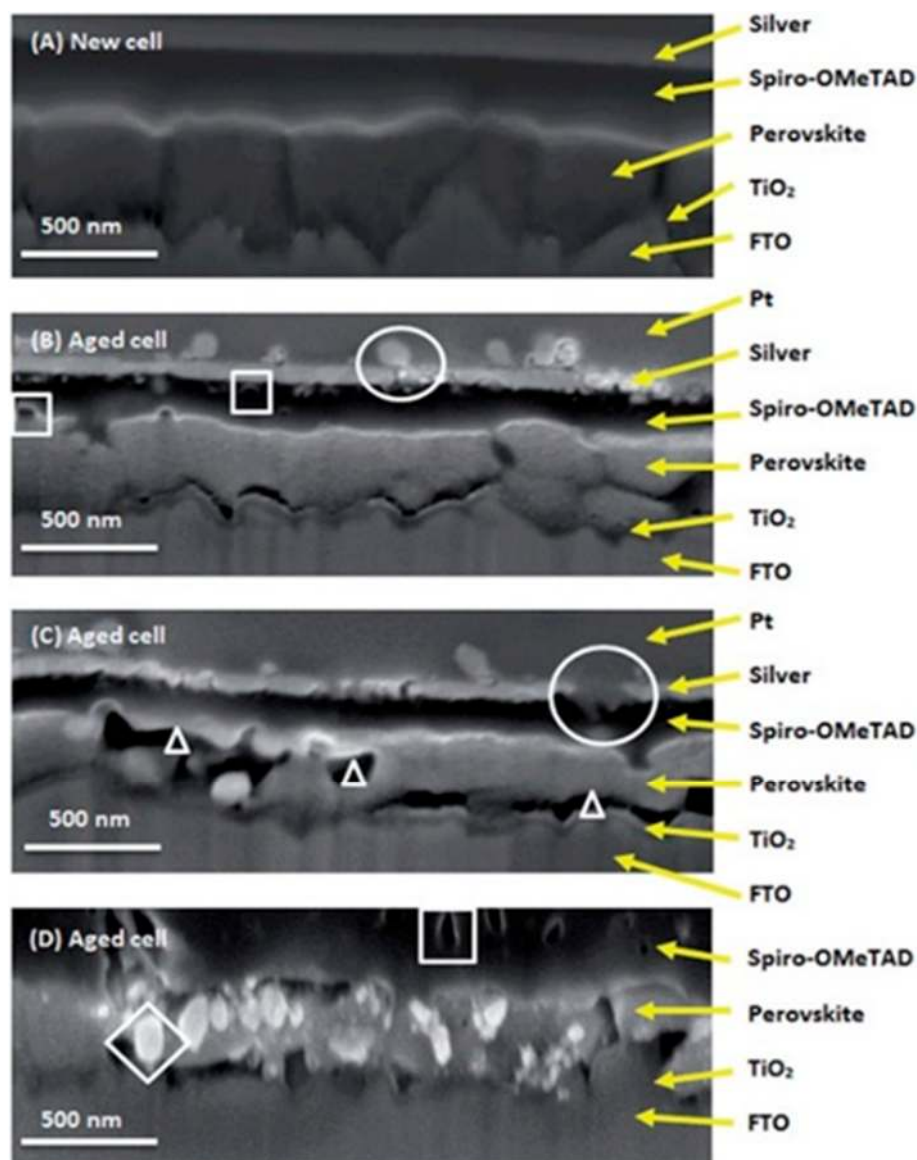 (A) New cell
Silver
Spiro-OMeTAD
Perovskite
TiO₂
FTO
500 nm
(B) Aged cell
Pt
Silver
Spiro-OMeTAD
Perovskite
TiO₂
FTO
500 nm
(C) Aged cell
Pt
Silver
Spiro-OMeTAD
Perovskite
TiO₂
FTO
500 nm
(D) Aged cell
Spiro-OMeTAD
Perovskite
TiO₂
FTO
500 nm